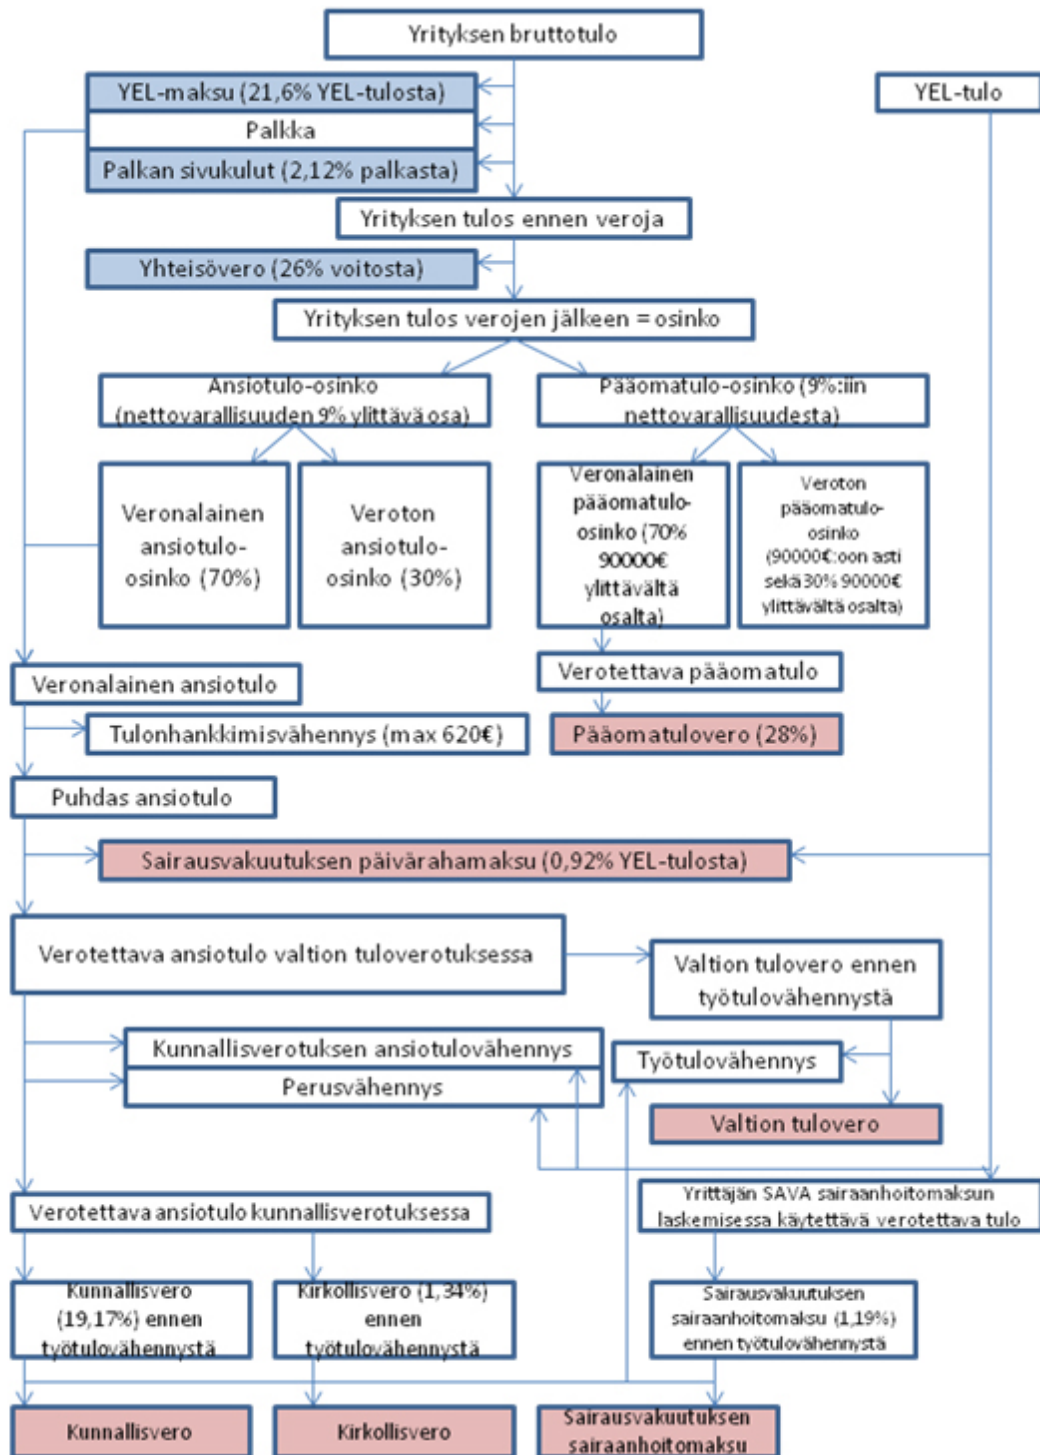 Yrityksen bruttotulo
YEL-maksu (21,6% YEL-tulosta)
YEL-tulo
Palkka
Palkan sivukulut (2,12% palkasta)
Yrityksen tulos ennen veroja
Yhteisövero (26% voitosta)
Yrityksen tulos verojen jälkeen = osinko
Ansiotulo-osinko
(nettovarallisuuden 9% ylittävä osa)
Pääomatulo-osinko (9%:iin
nettovarallisuudesta)
Veronalainen
ansiotulo-
osinko (70%)
Veroton
ansiotulo-
osinko (30%)
Veronalainen
pääomatulo-
osinko (70%
90000€
ylittävältä
osalta)
Veroton
pääomatulo-
osinko
(90000€:oon asti
sekä 30% 90000€
ylittävältä osalta)
Veronalainen ansiotulo
Verotettava pääomatulo
Tulonhankkimisvähennys (max 620€)
Pääomatulovero (28%)
Puhdas ansiotulo
Sairausvakuutuksen päivärahamaksu (0,92% YEL-tulosta)
Verotettava ansiotulo valtion tuloverotuksessa
Valtion tulovero ennen
työtulovähennystä
Kunnallisverotuksen ansiotulovähennys
Työtulovähennys
Perusvähennys
Valtion tulovero
Verotettava ansiotulo kunnallisverotuksessa
Yrittäjän SAVA sairaanhoitomaksun
laskemisessa käytettävä verotettava tulo
Kunnallisvero
(19,17%) ennen
työtulovähennystä
Kirkollisvero (1,34%)
ennen
työtulovähennystä
Sairausvakuutuksen
sairaanhoitomaksu (1,19%)
ennen työtulovähennystä
Kunnallisvero
Kirkollisvero
Sairausvakuutuksen
sairaanhoitomaksu